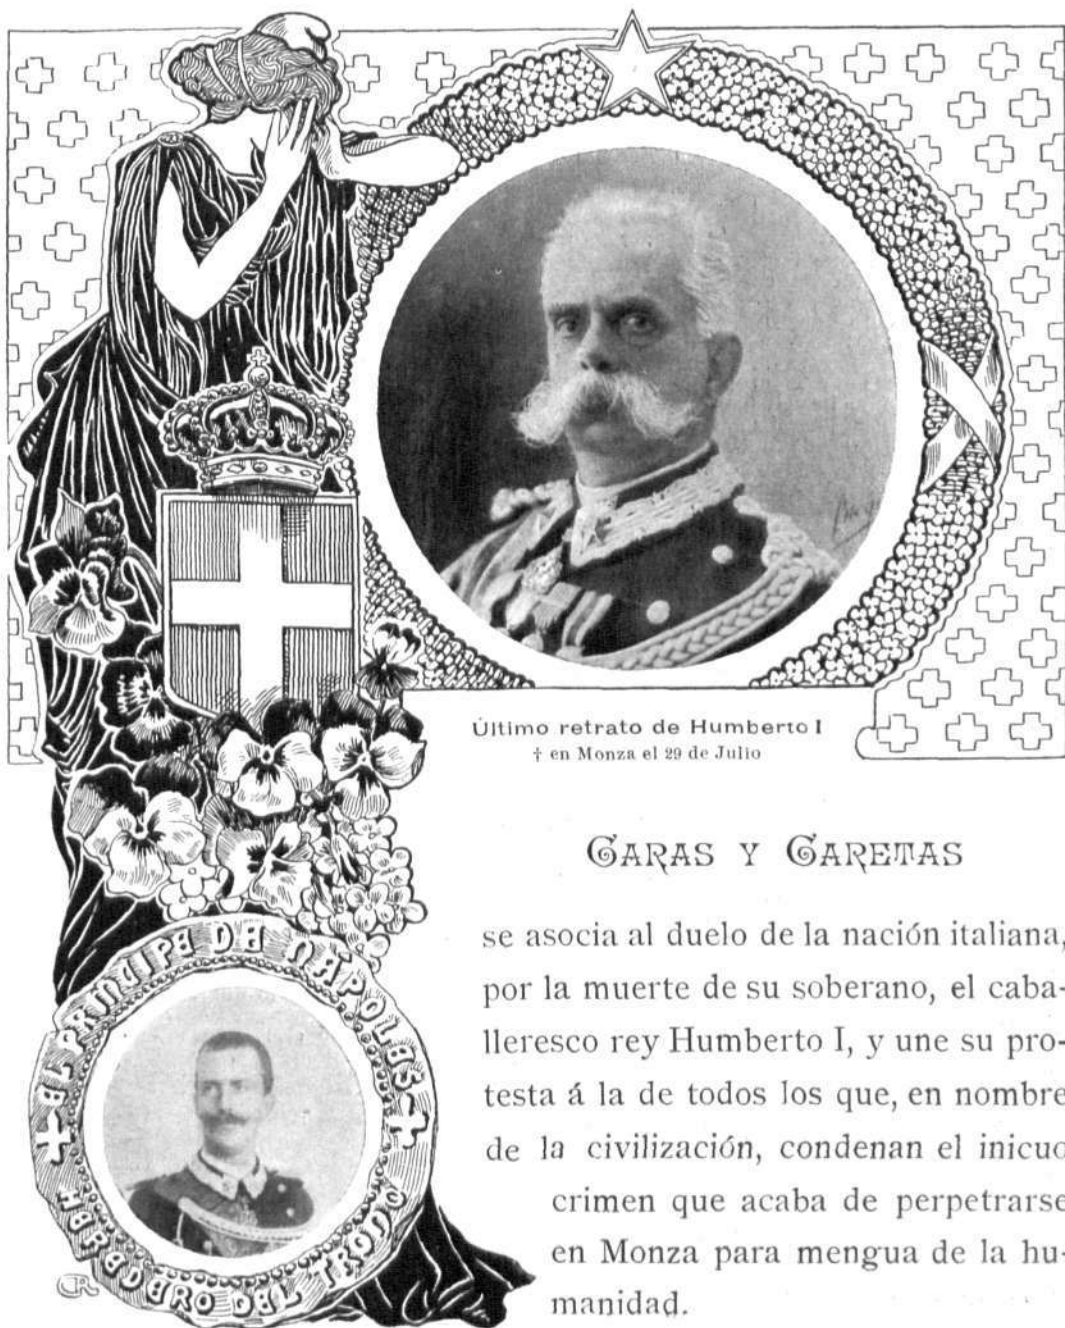 Último retrato de Humberto I
† en Monza el 29 de Julio
CARAS Y CARETAS
se asocia al duelo de la nación italiana,
por la muerte de su soberano, el caba-
lleresco rey Humberto I, y une su pro-
testa á la de todos los que, en nombre
de la civilización, condenan el inicuo
crimen que acaba de perpetrarse
en Monza para mengua de la hu-
manidad.
EL PRINCIPE DE NÁPOLES
HEREDERO DEL TRONO